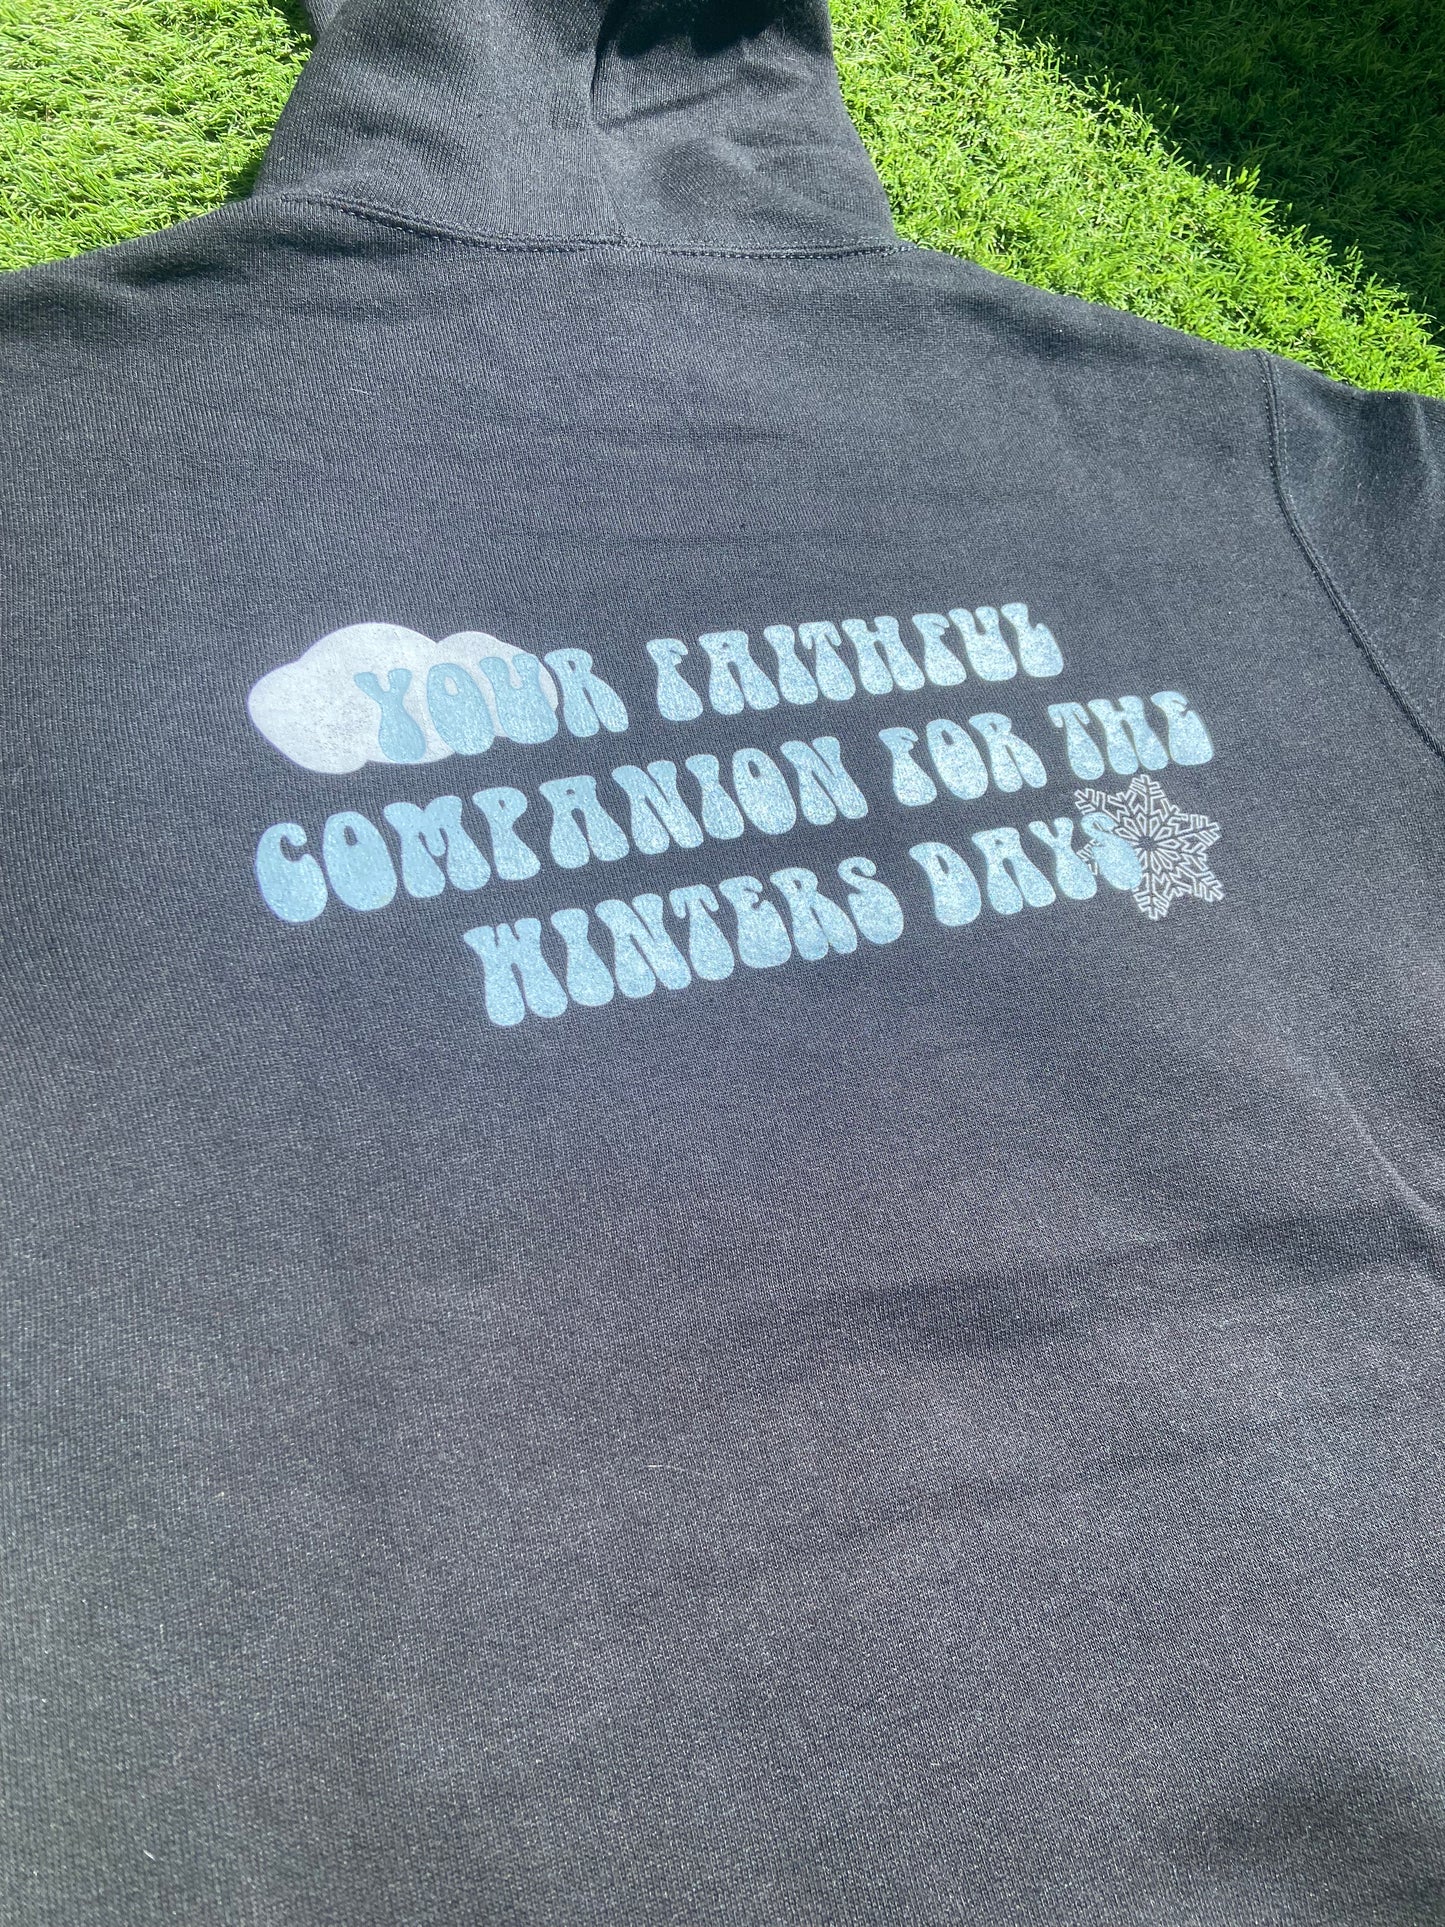 YOUR FAITHFUL
COMPANION FOR THE
WINTERS DAYS